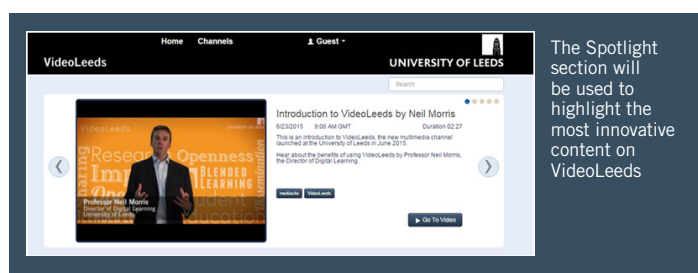 Home Channels Guest
VideoLeeds
UNIVERSITY OF LEEDS
Search
VideoLeeds
Research Openness
BLENDED
LEARNING
Professor Neil Morris
Director of Digital Learning
University of Leeds
Introduction to VideoLeeds by Neil Morris
6/23/2015 9:06 AM GMT Duration 02:27
This is an introduction to VideoLeeds, the new multimedia channel
launched at the University of Leeds in June 2015.
Hear about the benefits of using VideoLeeds by Professor Neil Morris,
the Director of Digital Learning.
mediasite VideoLeeds
Go To Video
The Spotlight
section will
be used to
highlight the
most innovative
content on
VideoLeeds